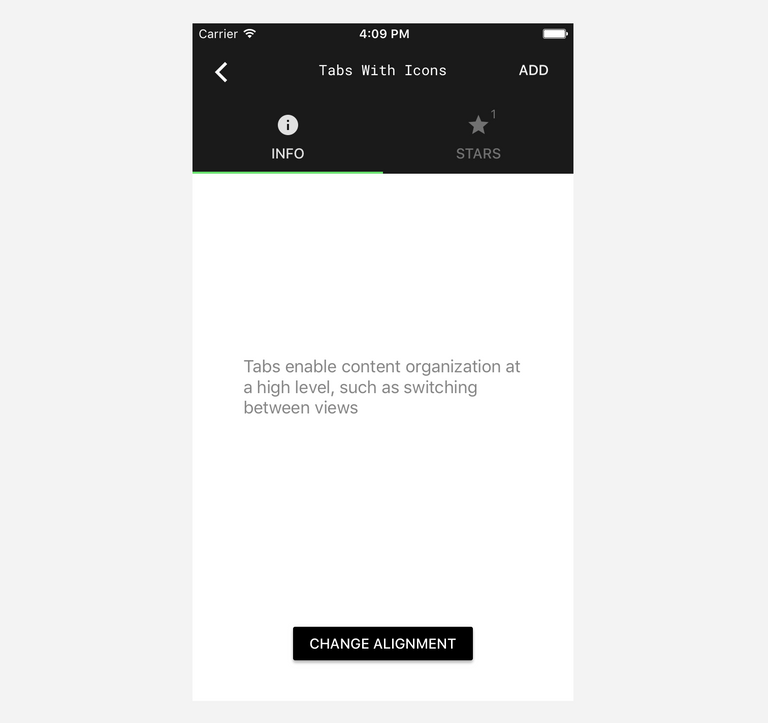 Carrier 4:09 PM
Tabs With Icons ADD
1
INFO STARS
Tabs enable content organization at
a high level, such as switching
between views
CHANGE ALIGNMENT